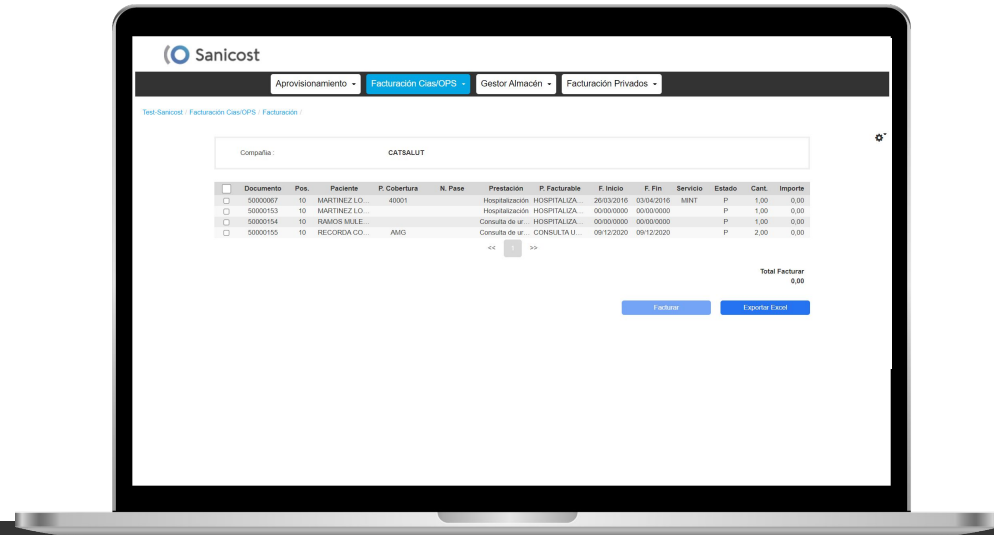 Sanicost
Aprovisionamiento Facturación Cias/OPS Gestor Almacén Facturación Privados
Test-Sanicost / Facturación Cias/OPS / Facturación /
Compañia : CATSALUT
Documento Pos. Paciente P. Cobertura N. Pase Prestación P. Facturable F. Inicio F. Fin Servicio Estado Cant. Importe
50000067 10 MARTINEZ LO... 40001 Hospitalización HOSPITALIZA... 26/03/2016 03/04/2016 MINT P 1,00 0,00
50000153 10 MARTINEZ LO... Hospitalización HOSPITALIZA... 00/00/0000 00/00/0000 P 1,00 0,00
50000154 10 RAMOS MULE... Consulta de ur... HOSPITALIZA... 00/00/0000 00/00/0000 P 1,00 0,00
50000155 10 RECORDA CO... AMG Consulta de ur... CONSULTA U... 09/12/2020 09/12/2020 P 2,00 0,00
<< 1 >>
Total Facturar
0,00
Facturar Exportar Excel